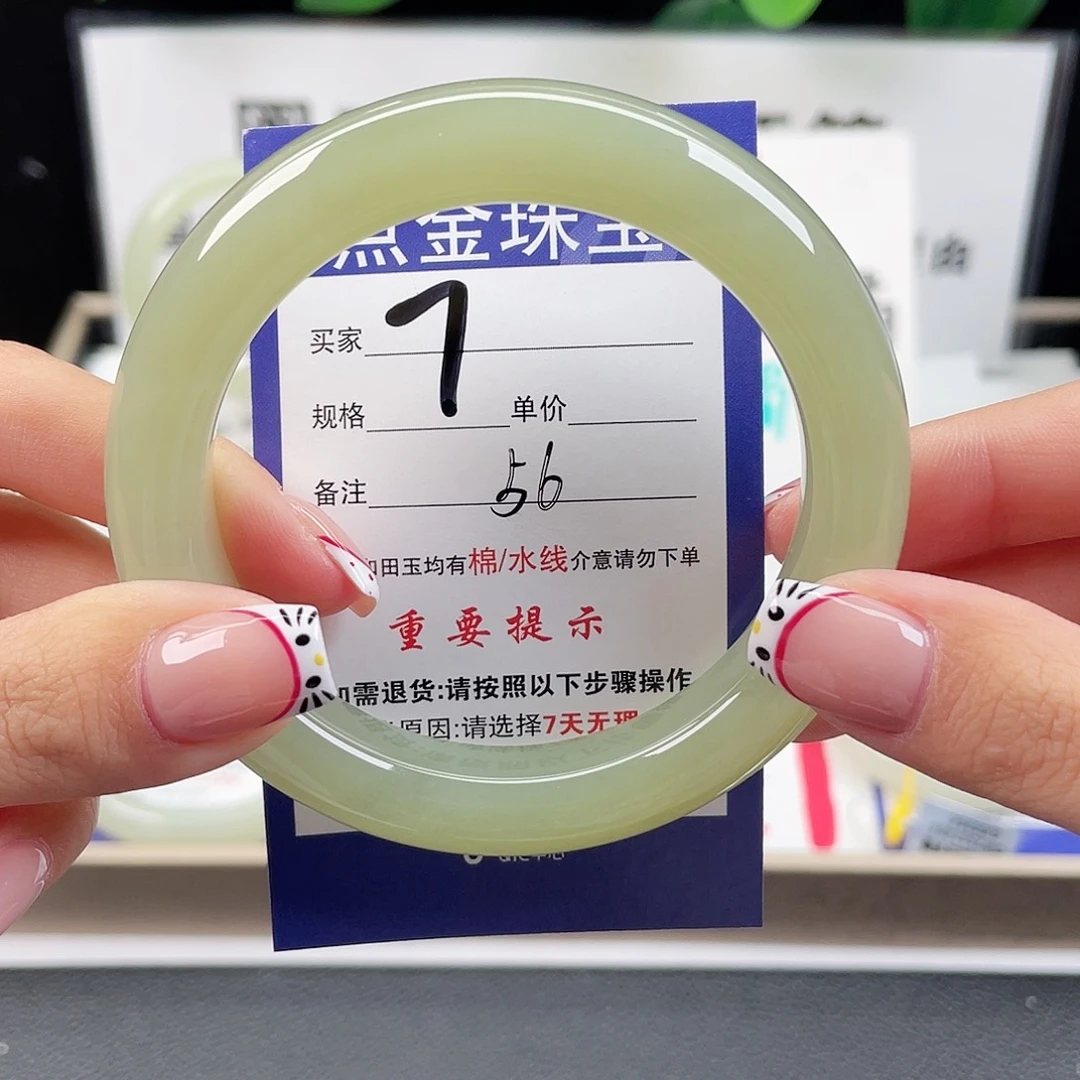 点金珠宝
买家 7
规格 单价
备注 56
田玉均有棉/水线介意请勿下单
重要提示
需退货:请按照以下步骤操作
原因:请选择7天无理